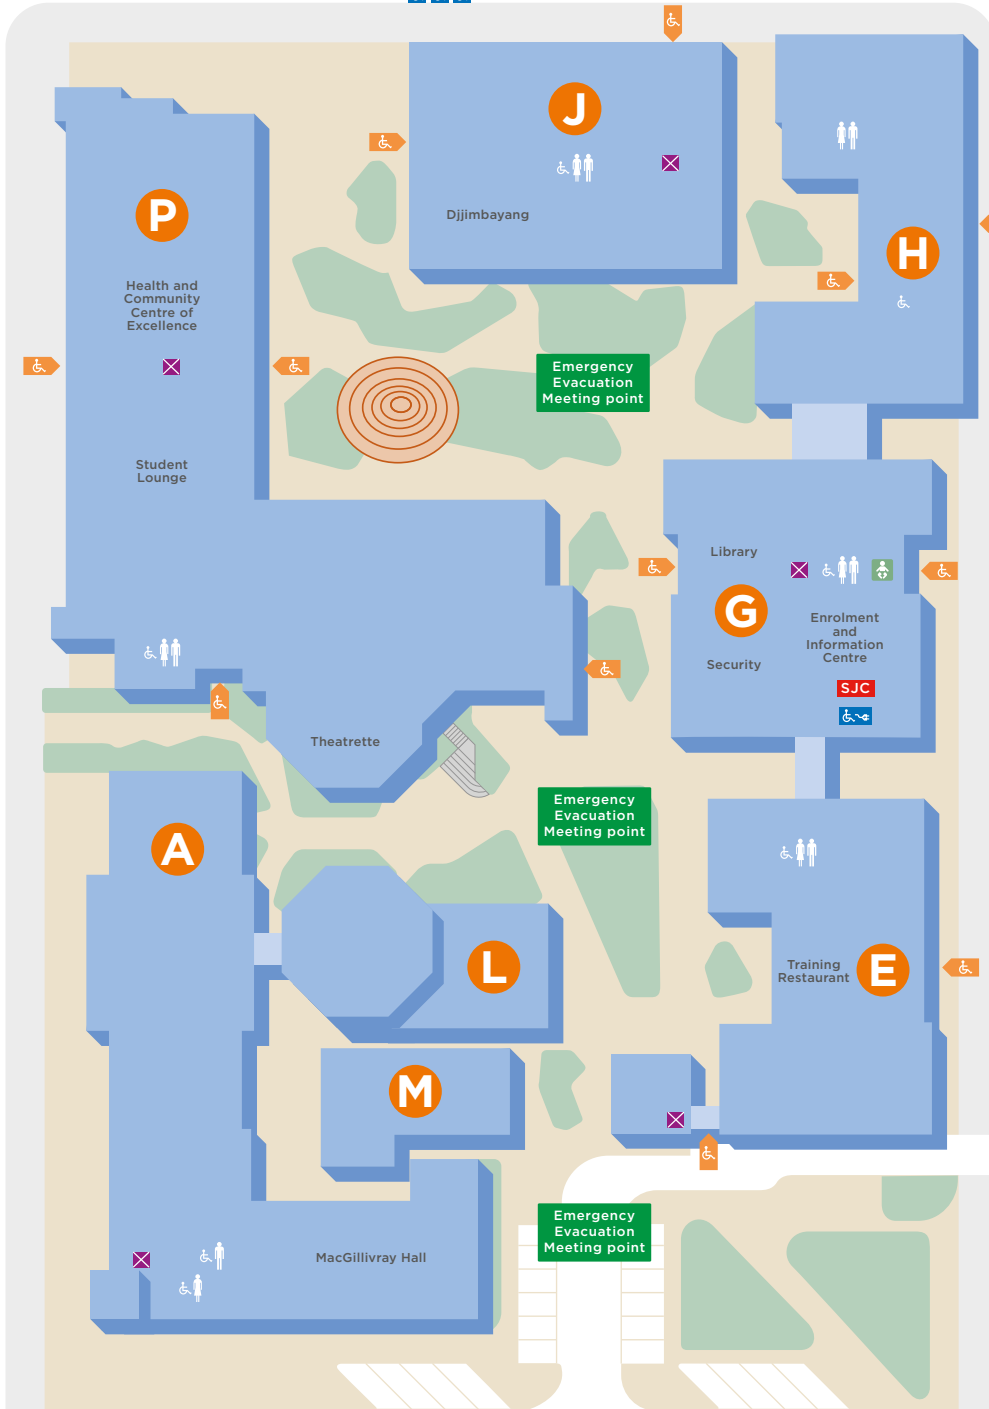 J
Djjimbayang
P
H
Health and
Community
Centre of
Excellence
Emergency
Evacuation
Meeting point
Student
Lounge
Library
G
Enrolment
and
Information
Centre
Security
SJC
Theatrette
Emergency
Evacuation
Meeting point
A
L
Training
Restaurant
E
M
Emergency
Evacuation
Meeting point
MacGillivray Hall